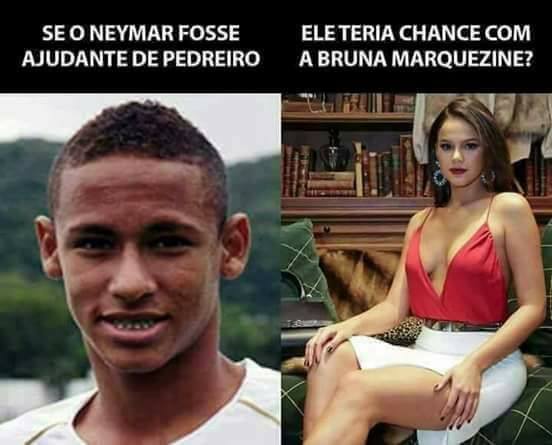 SE O NEYMAR FOSSE
AJUDANTE DE PEDREIRO
ELE TERIA CHANCE COM
A BRUNA MARQUEZINE?